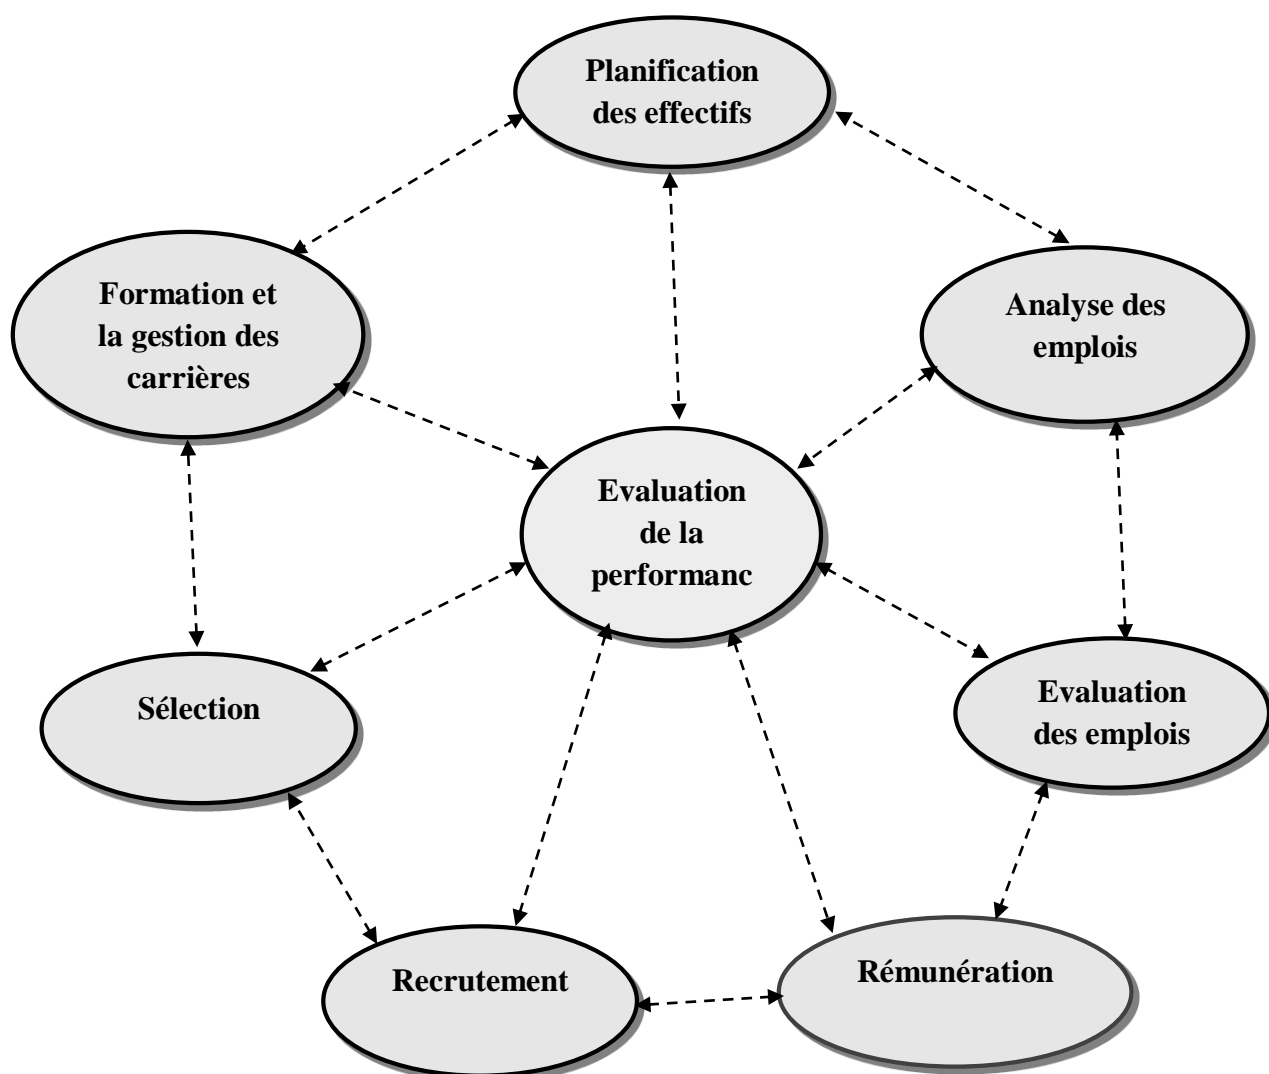 Planification
des effectifs
Formation et
la gestion des
carrières
Analyse des
emplois
Evaluation
de la
performanc
Sélection
Evaluation
des emplois
Recrutement
Rémunération